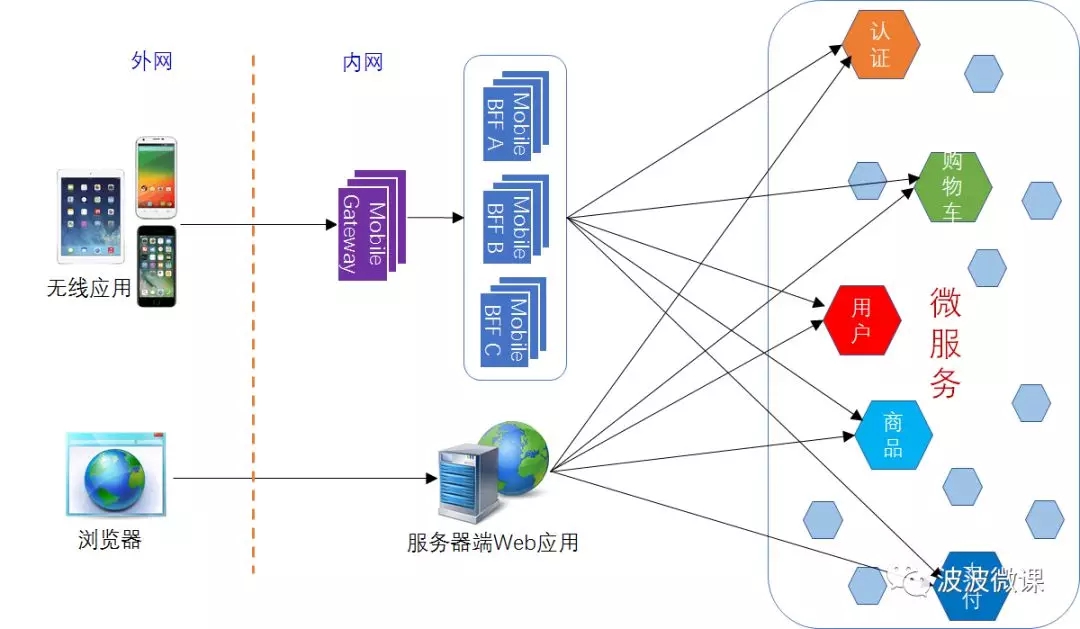 外网
内网
无线应用
Mobile
Gateway
Mobile
BFF A
Mobile
BFF B
Mobile
BFF C
浏览器
服务器端Web应用
认
证
购
物
车
用
户
微
服
务
商
品
支
付
波波微课